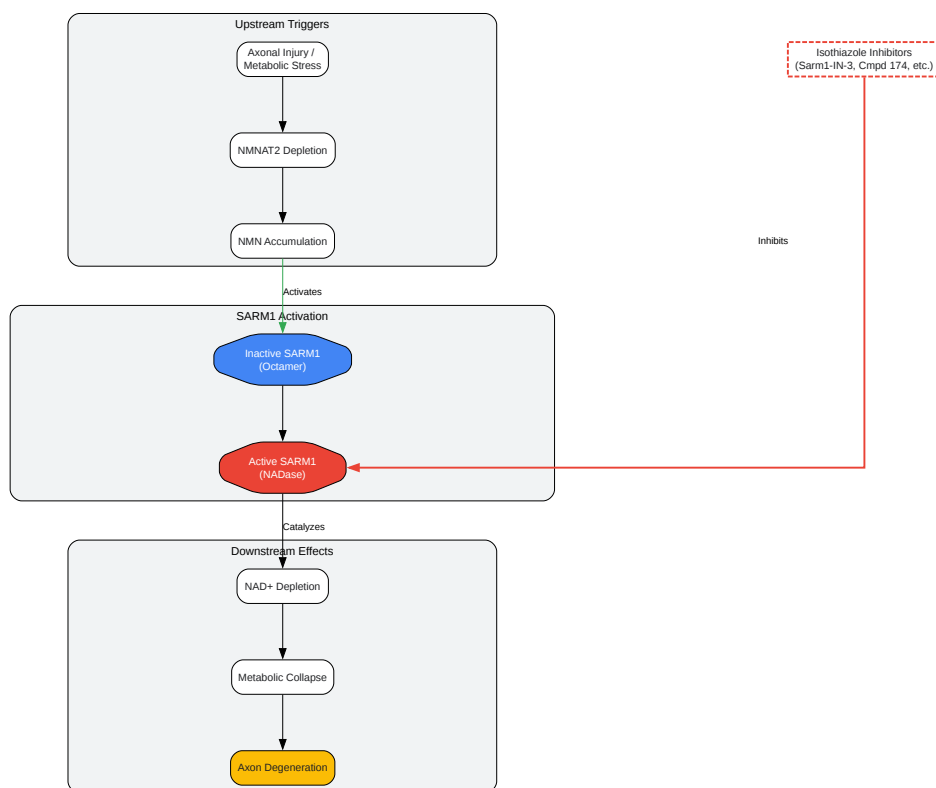 Upstream Triggers
Axonal Injury /
Metabolic Stress
Isothiazole Inhibitors
(Sarm1-IN-3, Cmpd 174, etc.)
NMNAT2 Depletion
NMN Accumulation
Inhibits
Activates
SARM1 Activation
Inactive SARM1
(Octamer)
Active SARM1
(NADase)
Catalyzes
Downstream Effects
NAD+ Depletion
Metabolic Collapse
Axon Degeneration